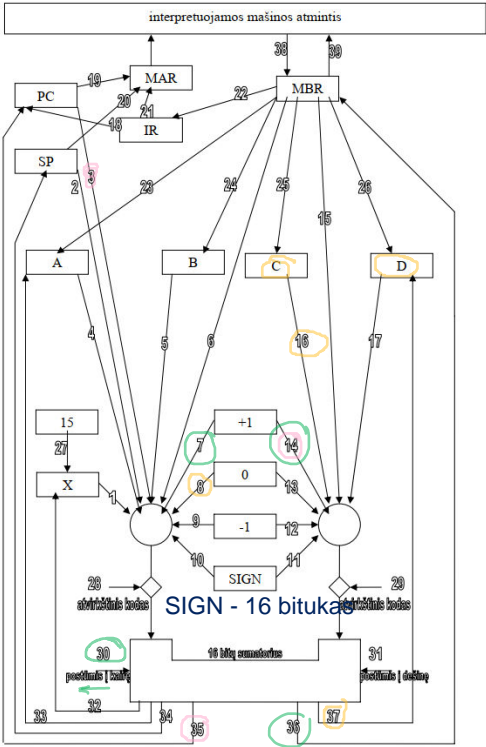 interpretuojamos mašinos atmintis
38 39
19 MAR
PC 20 22 MBR
21
18 IR
SP
2 3 23 24 25 15 26
A B C D
4 5 6 16 17
15 +1
27 7 14
X 1 8 0 13
9 -1 12
10 11
SIGN
28 29
atvirkštinis kodas SIGN - 16 bitukas atvirkštinis kodas
30 16 bitų sumatorius 31
postūmis į kairę postūmis į dešinę
32
33 34 35 36 37